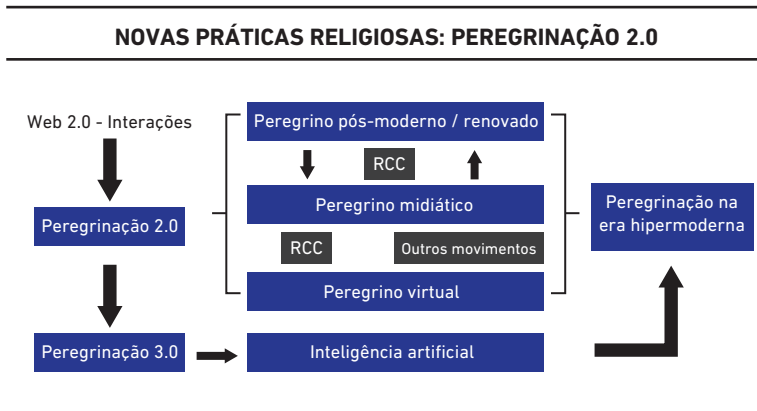 NOVAS PRÁTICAS RELIGIOSAS: PEREGRINAÇÃO 2.0
Web 2.0 - Interações
Peregrinação 2.0
Peregrinação 3.0
Peregrino pós-moderno / renovado
RCC
Peregrino midiático
RCC
Outros movimentos
Peregrino virtual
Inteligência artificial
Peregrinação na
era hipermoderna